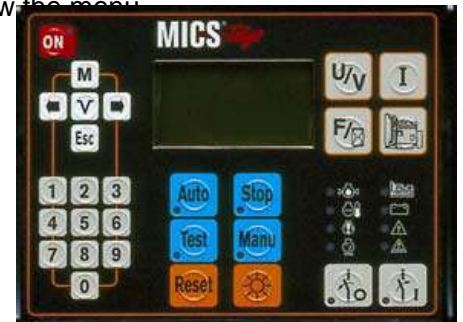 w the menu
ON
MICS
M
V
Esc
U/V
I
F/
1 2 3
4 5 6
7 8 9
0
Auto
Stop
Test
Manu
Reset
O
I